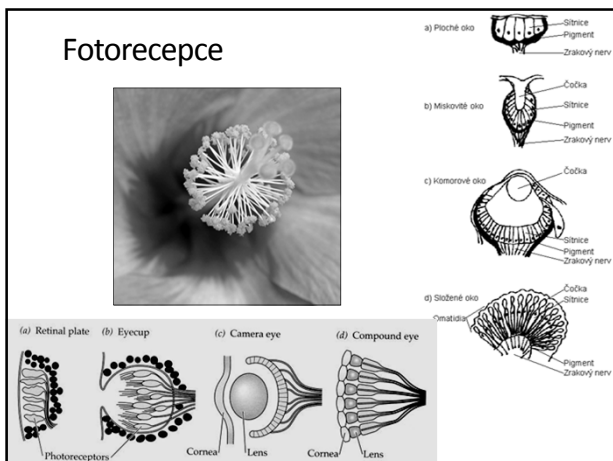 Fotorecepce
a) Ploché oko
Sítnice
Pigment
Zrakový nerv
b) Miskovité oko
Čočka
Sítnice
Pigment
Zrakový nerv
c) Komorové oko
Čočka
Sítnice
Pigment
Zrakový nerv
d) Složené oko
Čočka
Sítnice
Omatidia
Pigment
Zrakový nerv
(a) Retinal plate
(b) Eyecup
(c) Camera eye
(d) Compound eye
Photoreceptors
Cornea
Lens
Cornea
Lens